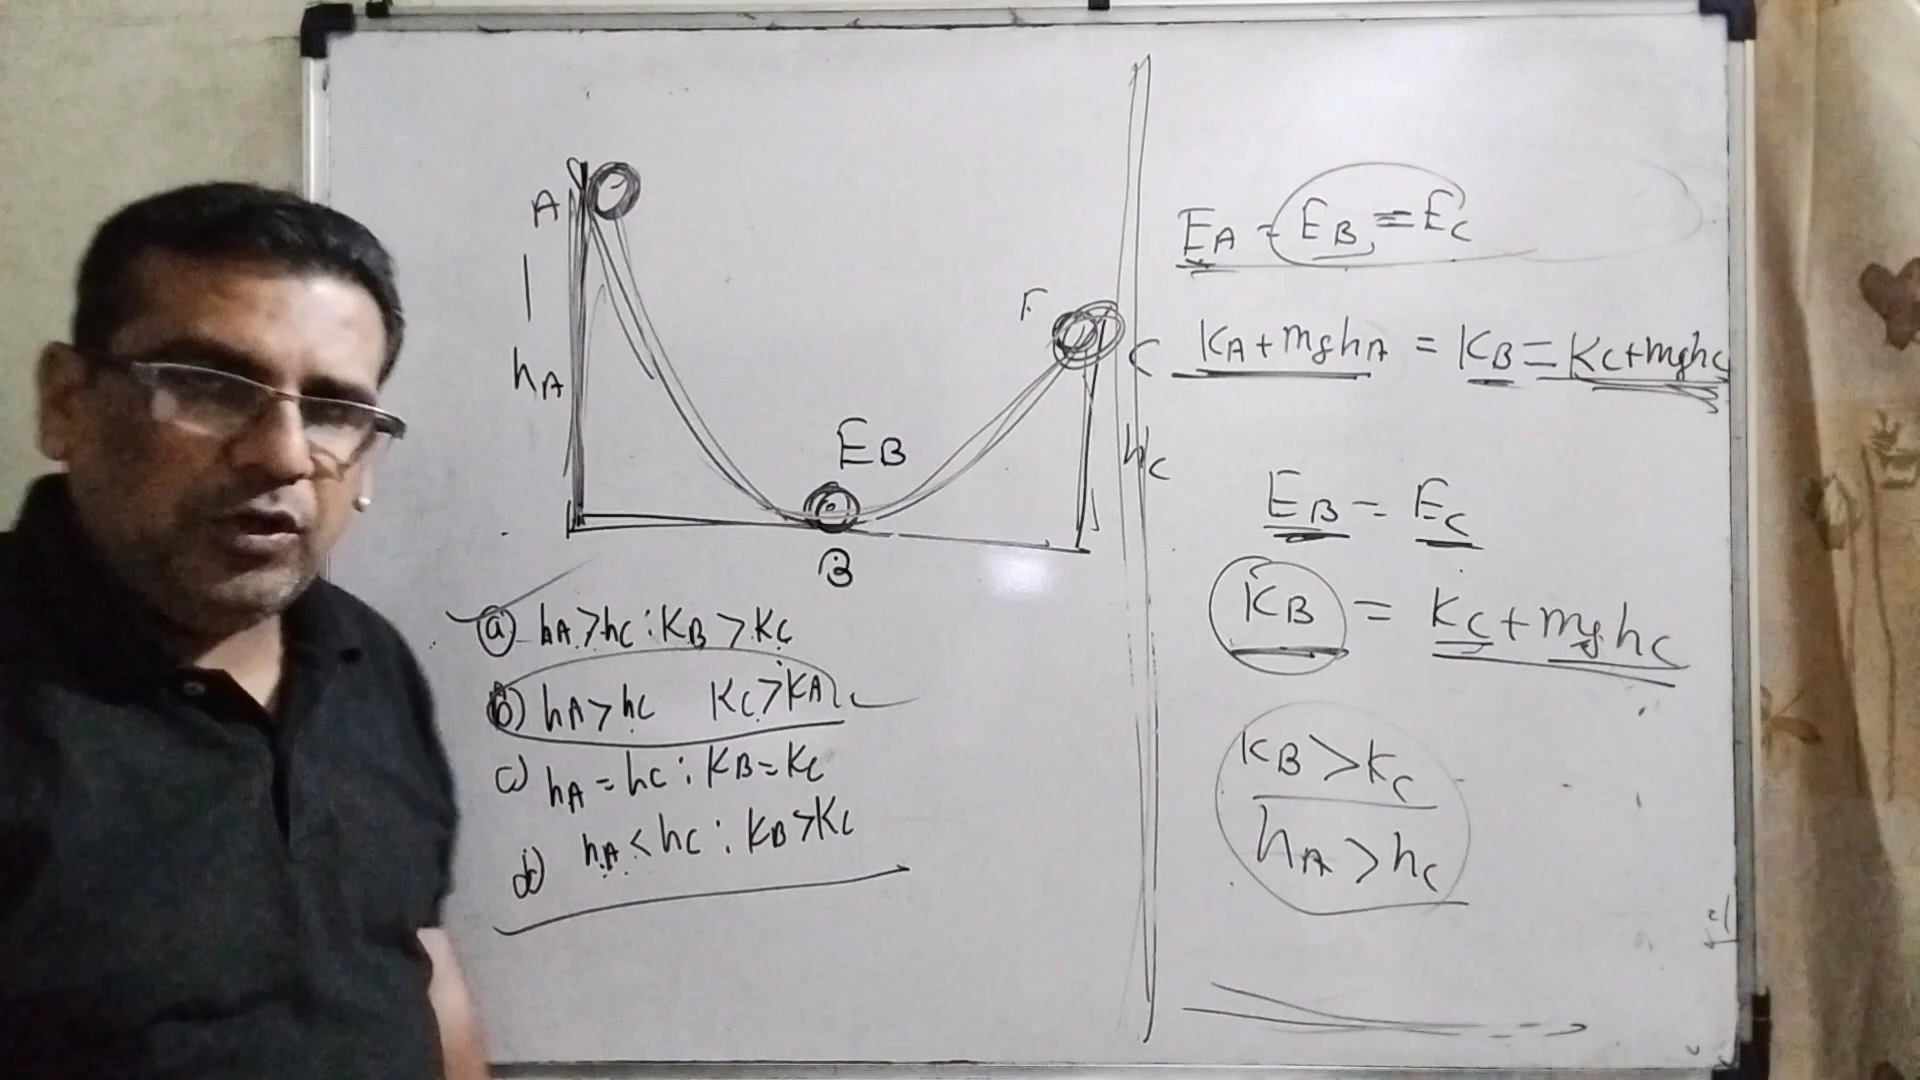 A
hA
EB
B
C
hC
a) hA > hC : KB > KC
b) hA > hC KC > KA
c) hA = hC : KB = KC
d) hA < hC : KB > KC
EA = EB = EC
KA + mghA = KB = KC + mghC
EB = EC
KB = KC + mghC
KB > KC
hA > hC